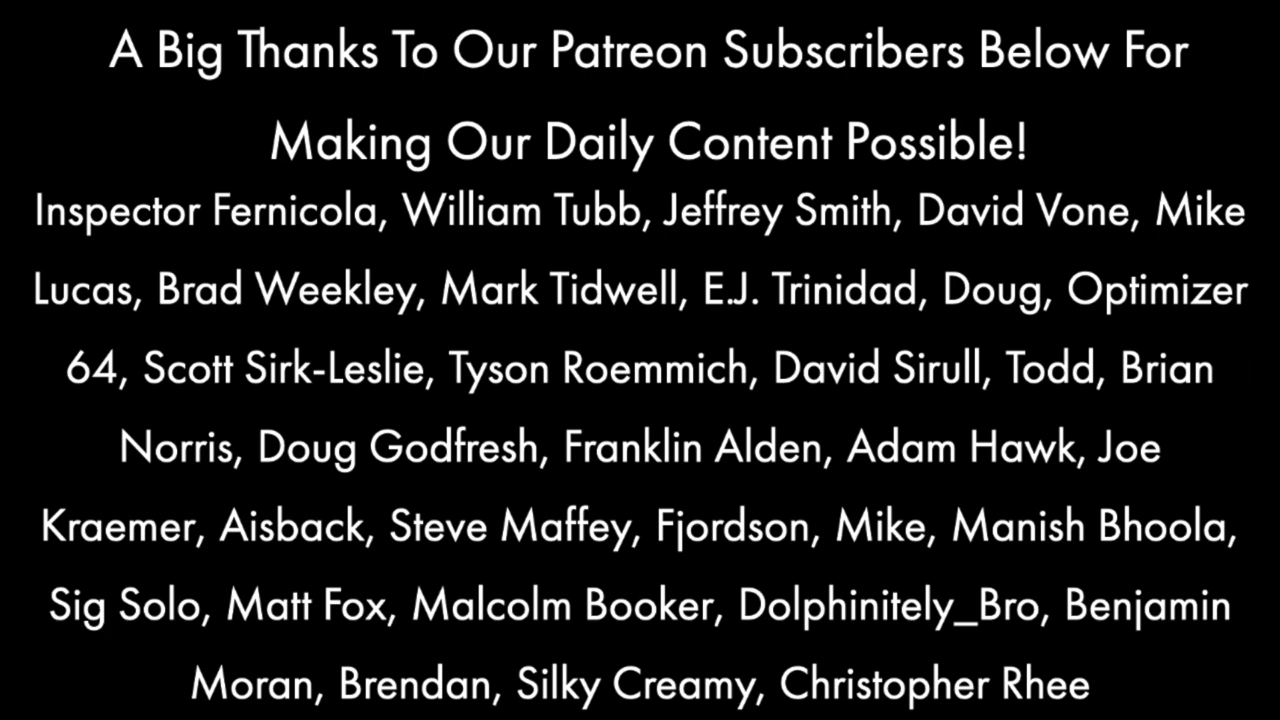 A Big Thanks To Our Patreon Subscribers Below For
Making Our Daily Content Possible!
Inspector Fernicola, William Tubb, Jeffrey Smith, David Vone, Mike
Lucas, Brad Weekley, Mark Tidwell, E.J. Trinidad, Doug, Optimizer
64, Scott Sirk-Leslie, Tyson Roemmich, David Sirull, Todd, Brian
Norris, Doug Godfresh, Franklin Alden, Adam Hawk, Joe
Kraemer, Aisback, Steve Maffey, Fjordson, Mike, Manish Bhoola,
Sig Solo, Matt Fox, Malcolm Booker, Dolphinitely_Bro, Benjamin
Moran, Brendan, Silky Creamy, Christopher Rhee